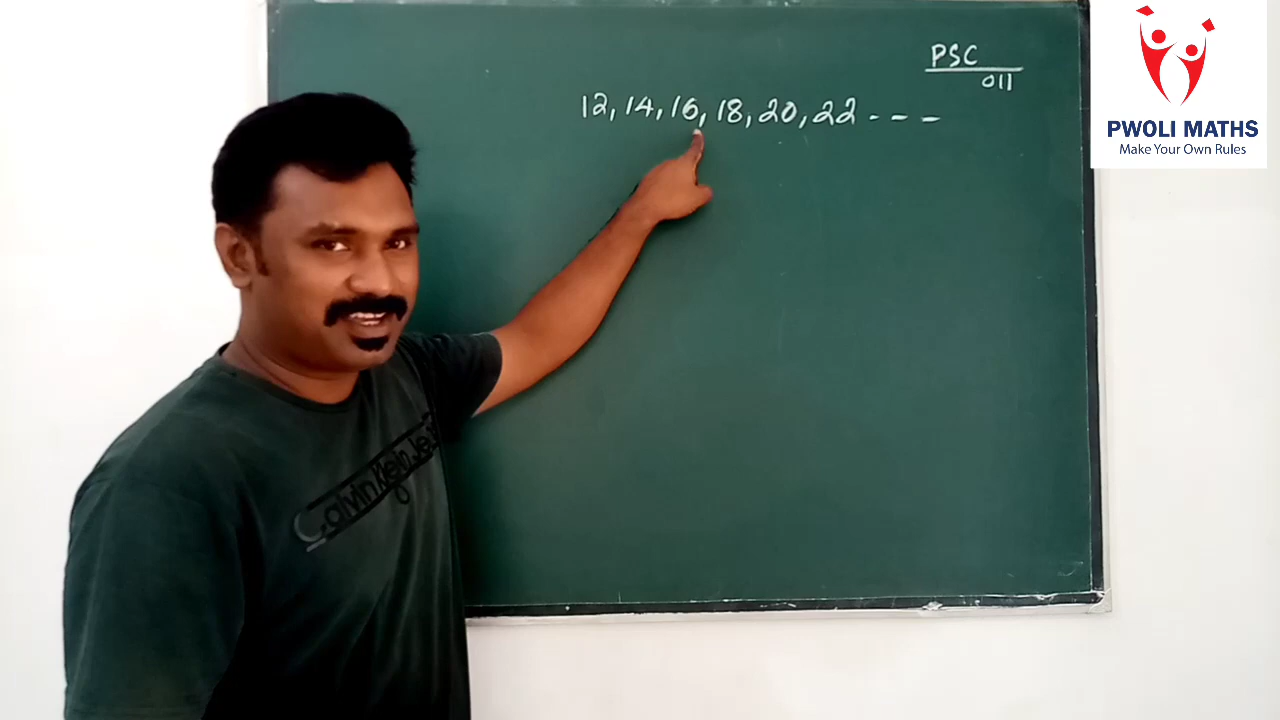 PSC
011
12, 14, 16, 18, 20, 22 - - -
PWOLI MATHS
Make Your Own Rules